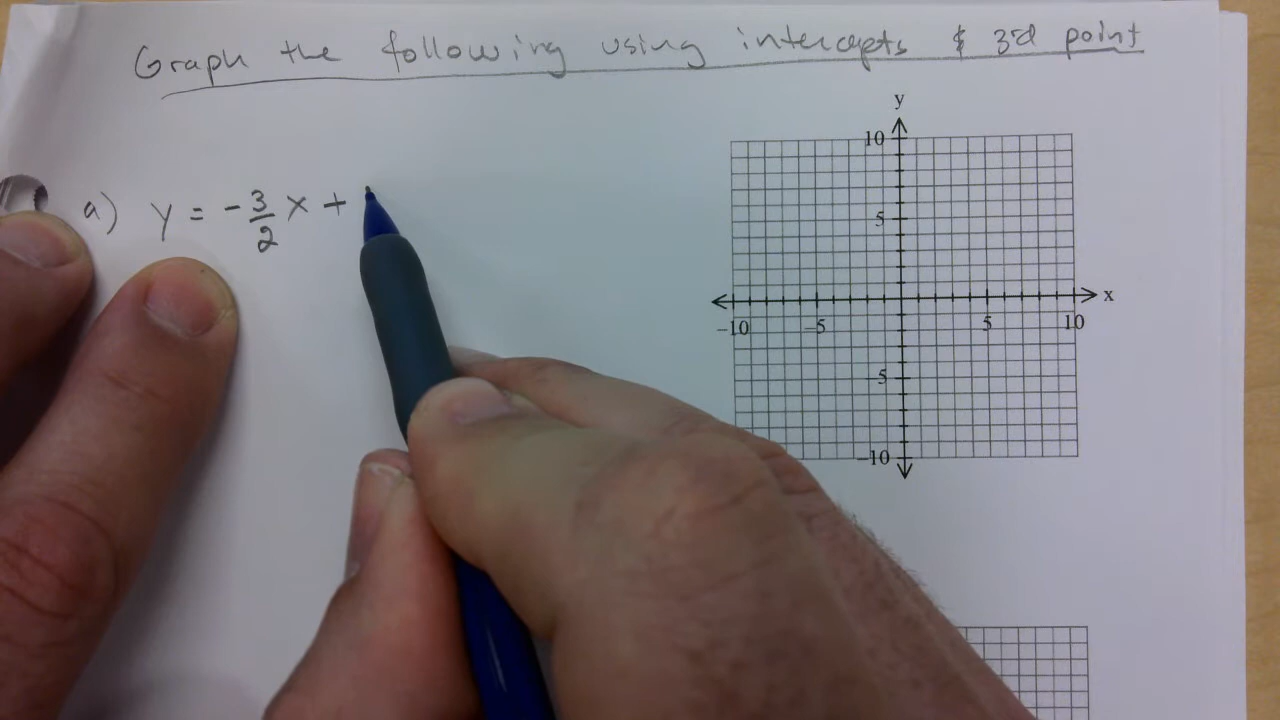 Graph the following using intercepts & 3rd point
a) y = -3/2 x +
y
10
5
x
-10 -5 5 10
-5
-10